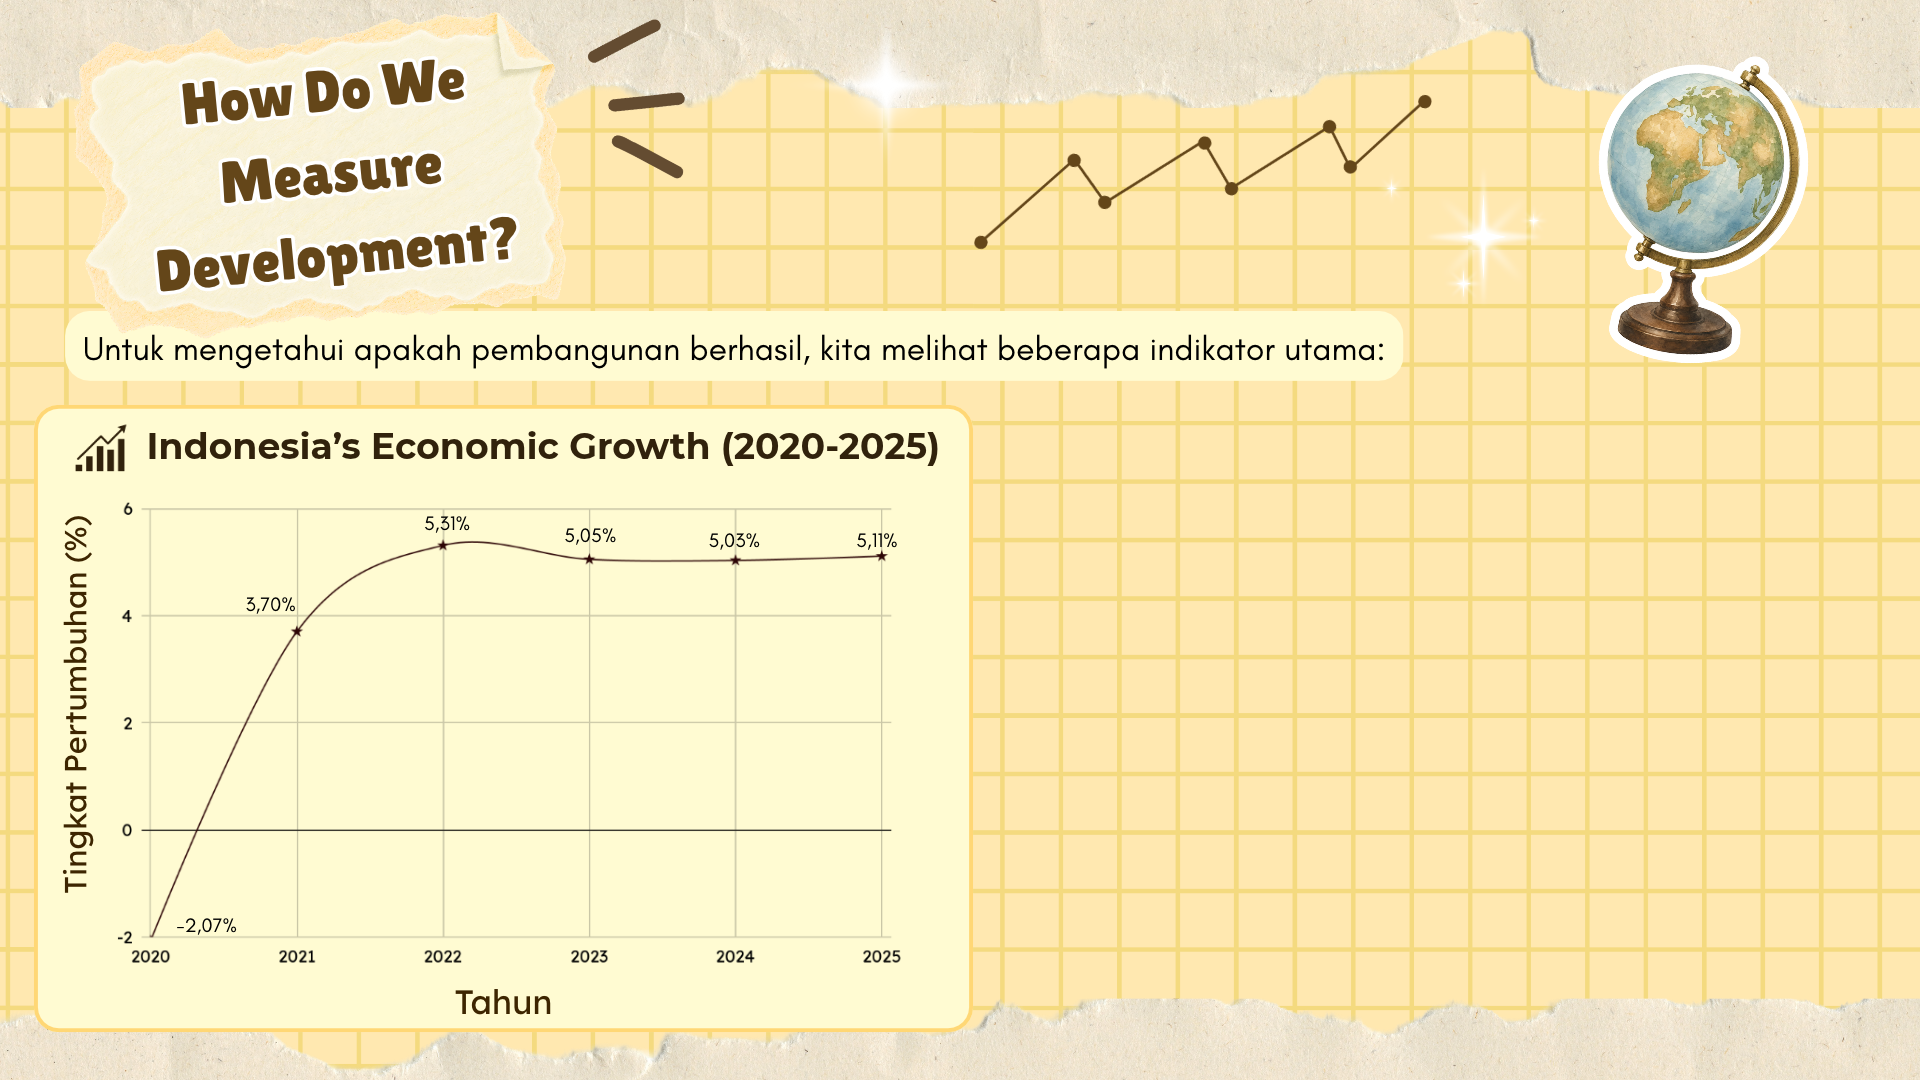 How Do We
Measure
Development?
Untuk mengetahui apakah pembangunan berhasil, kita melihat beberapa indikator utama:
Indonesia’s Economic Growth (2020-2025)
Tingkat Pertumbuhan (%)
6
4
2
0
-2
-2,07%
3,70%
5,31%
5,05%
5,03%
5,11%
2020 2021 2022 2023 2024 2025
Tahun